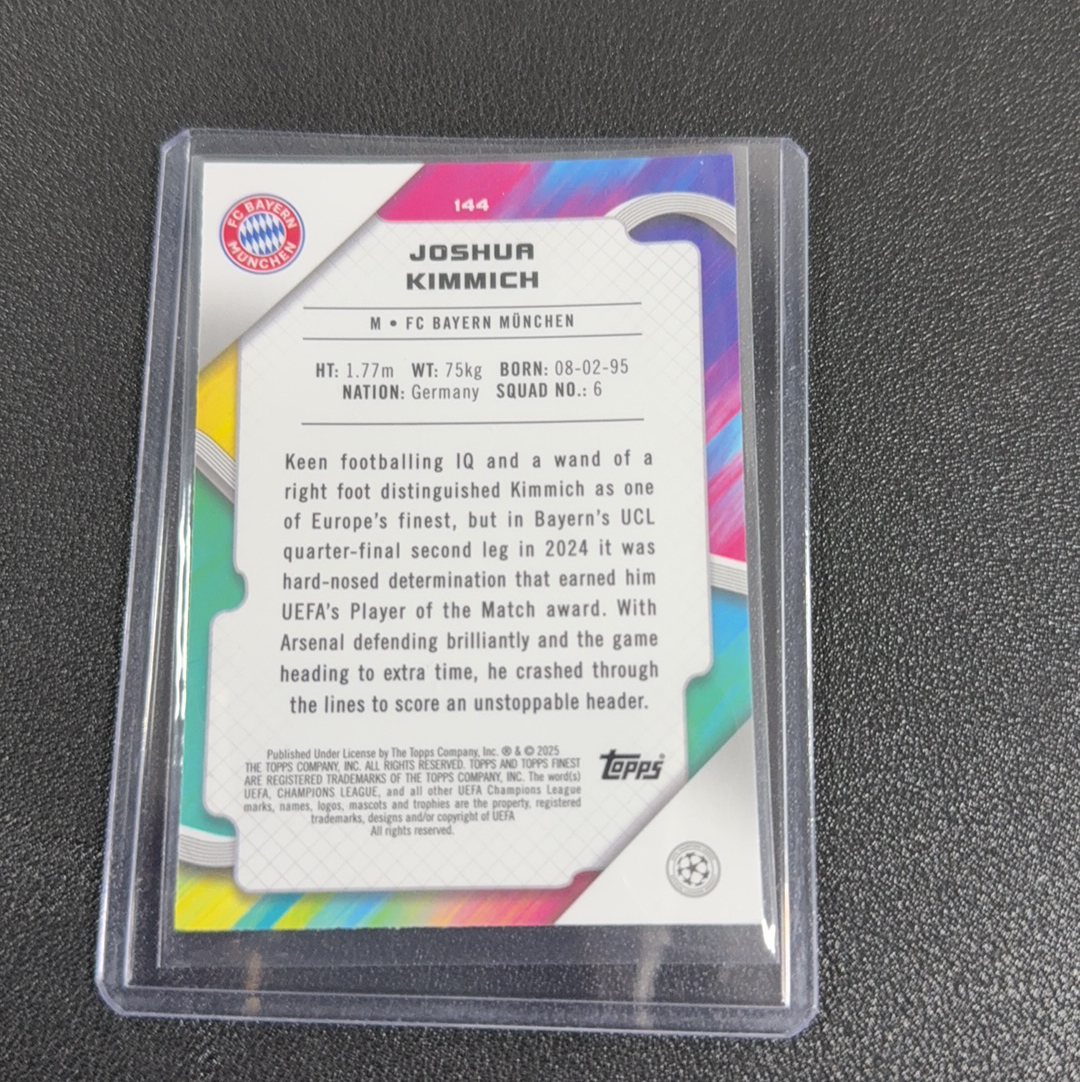 FC BAYERN
MÜNCHEN
144
JOSHUA
KIMMICH
M • FC BAYERN MÜNCHEN
HT: 1.77m WT: 75kg BORN: 08-02-95
NATION: Germany SQUAD NO.: 6
Keen footballing IQ and a wand of a
right foot distinguished Kimmich as one
of Europe's finest, but in Bayern's UCL
quarter-final second leg in 2024 it was
hard-nosed determination that earned him
UEFA's Player of the Match award. With
Arsenal defending brilliantly and the game
heading to extra time, he crashed through
the lines to score an unstoppable header.
Published Under License by The Topps Company, Inc. ® & © 2025
THE TOPPS COMPANY, INC. ALL RIGHTS RESERVED. TOPPS AND TOPPS FINEST
ARE REGISTERED TRADEMARKS OF THE TOPPS COMPANY, INC. The word(s)
UEFA, CHAMPIONS LEAGUE, and all other UEFA Champions League
marks, names, logos, mascots and trophies are the property, registered
trademarks, designs and/or copyright of UEFA
All rights reserved.
Topps®